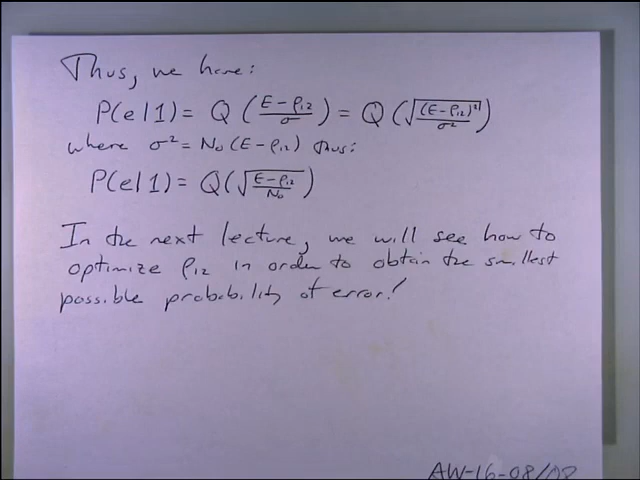 Thus, we have:
P(e|1) = Q ( (E-ρ₁₂)/σ ) = Q ( √( (E-ρ₁₂)²/σ² ) )
where σ² = N₀ (E-ρ₁₂) thus:
P(e|1) = Q ( √( (E-ρ₁₂)/N₀ ) )
In the next lecture, we will see how to
optimize ρ₁₂ in order to obtain the smallest
possible probability of error!
AW-16-08/08